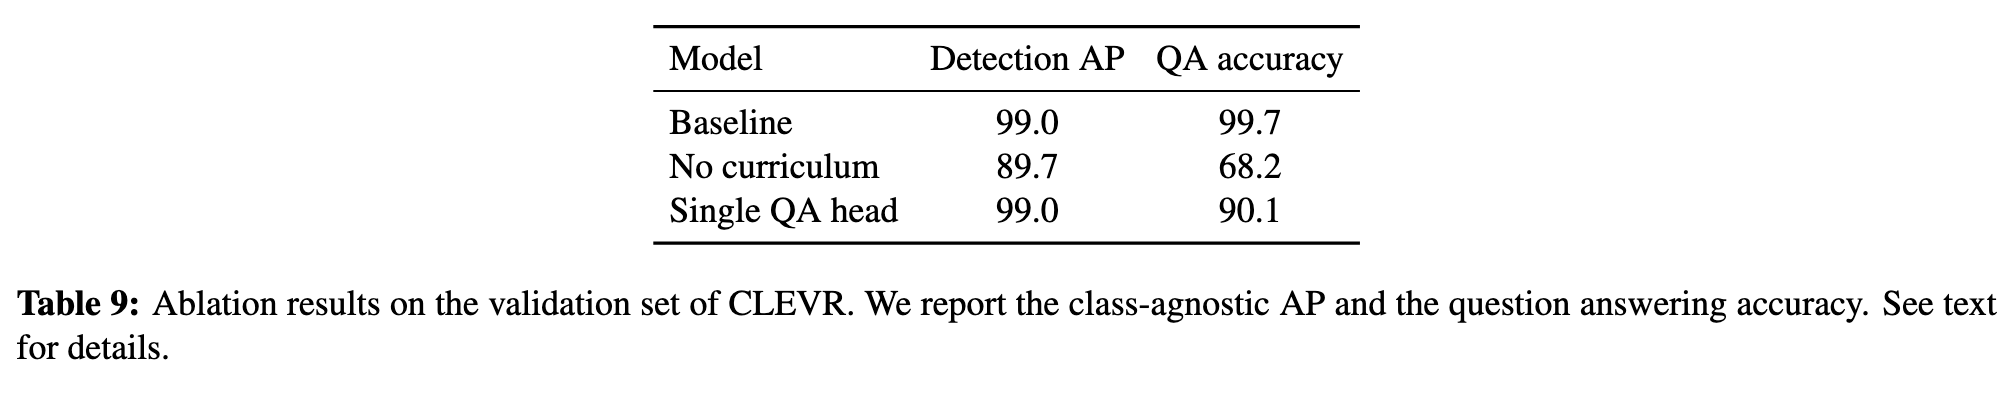 Model Detection AP QA accuracy
Baseline 99.0 99.7
No curriculum 89.7 68.2
Single QA head 99.0 90.1
Table 9: Ablation results on the validation set of CLEVR. We report the class-agnostic AP and the question answering accuracy. See text
for details.